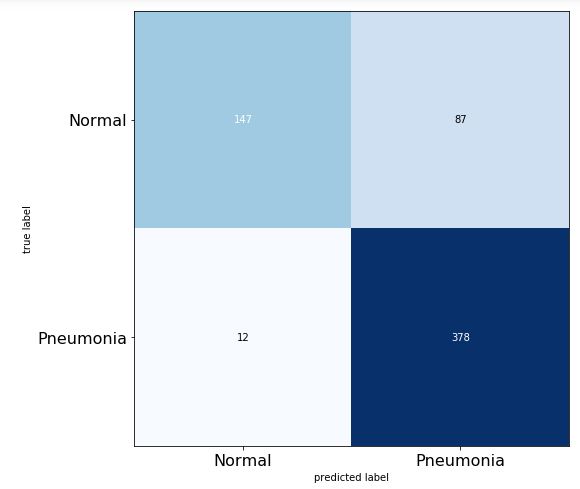 Normal
147
87
true label
Pneumonia
12
378
Normal
Pneumonia
predicted label